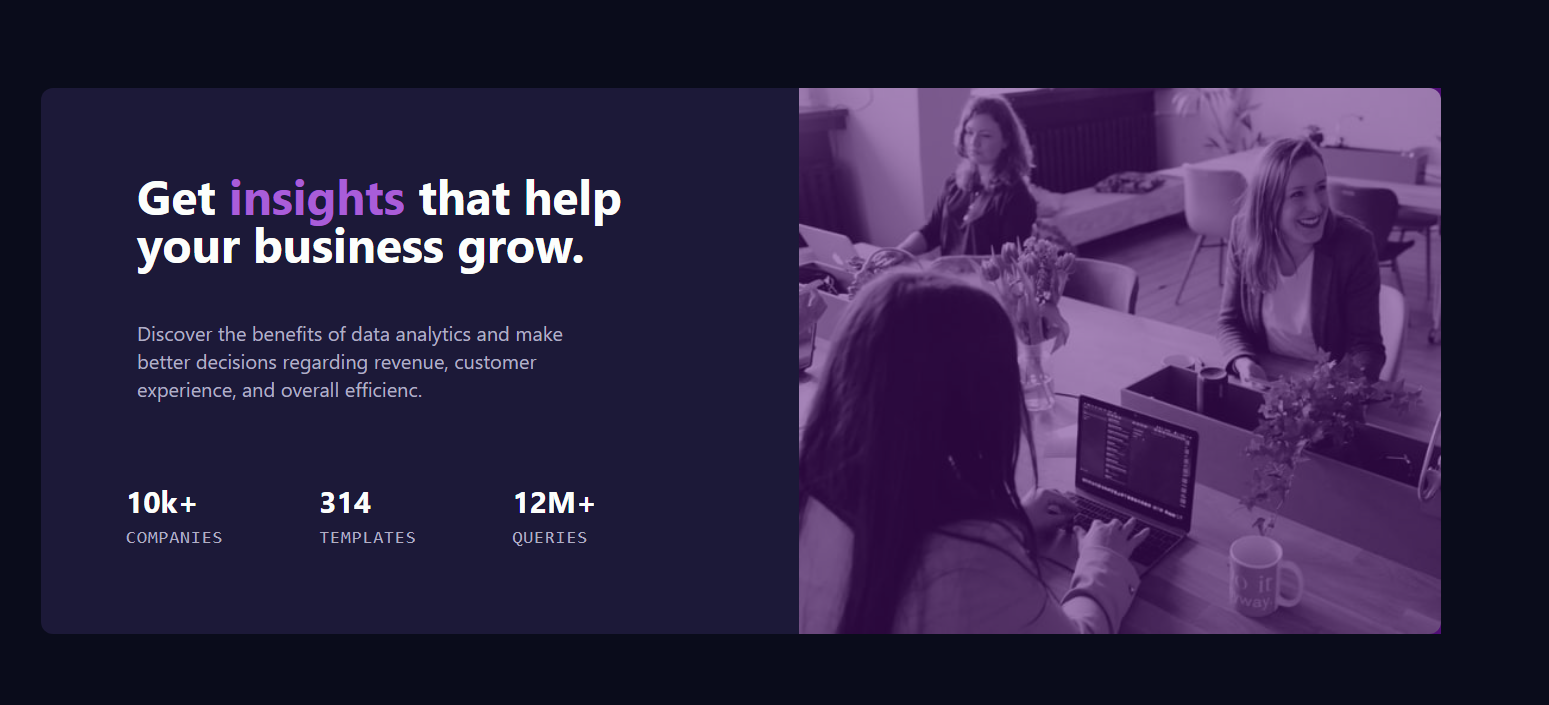 Get insights that help
your business grow.
Discover the benefits of data analytics and make
better decisions regarding revenue, customer
experience, and overall efficienc.
10k+ 314 12M+
COMPANIES TEMPLATES QUERIES